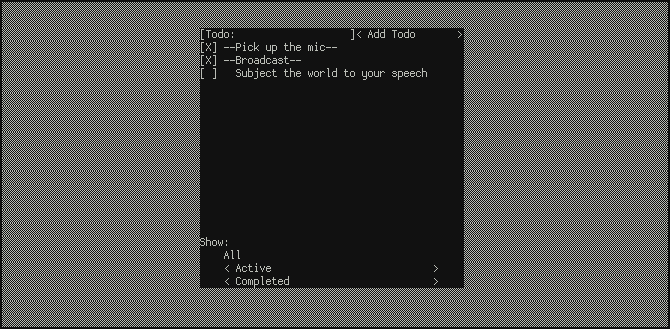 [Todo:                   ]< Add Todo       >
[X] --Pick up the mic--
[X] --Broadcast--
[ ]   Subject the world to your speech
Show:
    All
    < Active                           >
    < Completed                        >